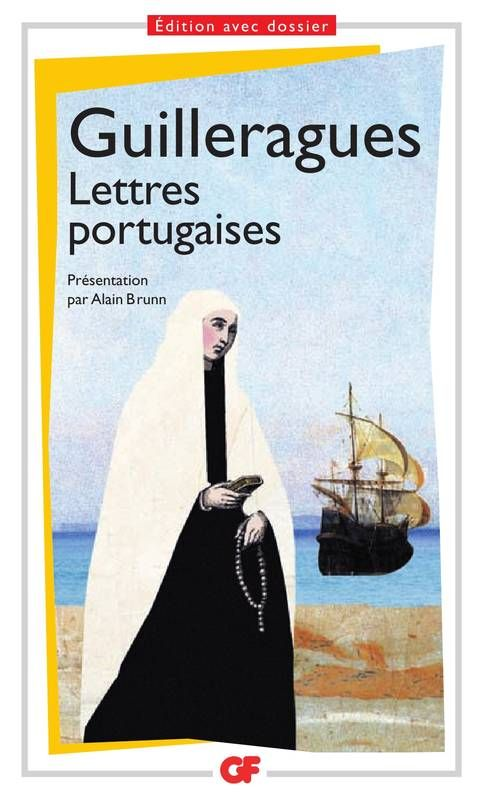 Édition avec dossier
Guilleragues
Lettres
portugaises
Présentation
par Alain Brunn
GF